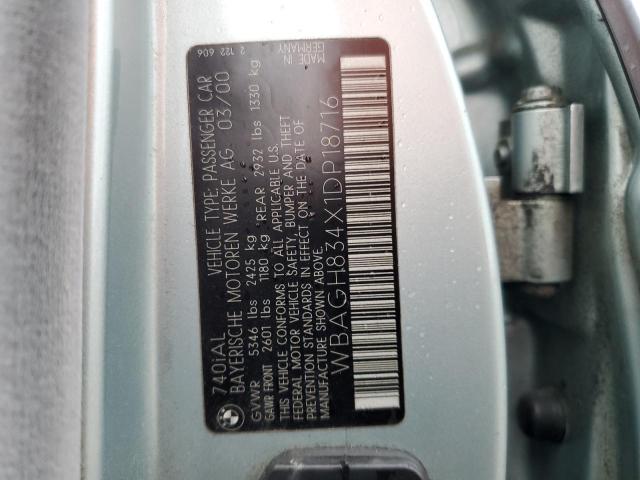 740iAL VEHICLE TYPE: PASSENGER CAR
BAYERISCHE MOTOREN WERKE AG 03/00
GVWR 5346 lbs 2425 kg
GAWR FRONT 2601 lbs 1180 kg REAR 2932 lbs 1330 kg
THIS VEHICLE CONFORMS TO ALL APPLICABLE U.S.
FEDERAL MOTOR VEHICLE SAFETY, BUMPER AND THEFT
PREVENTION STANDARDS IN EFFECT ON DATE OF
MANUFACTURE SHOWN ABOVE.
WBAGH834X1DP18716
2 122 606
MADE IN
GERMANY